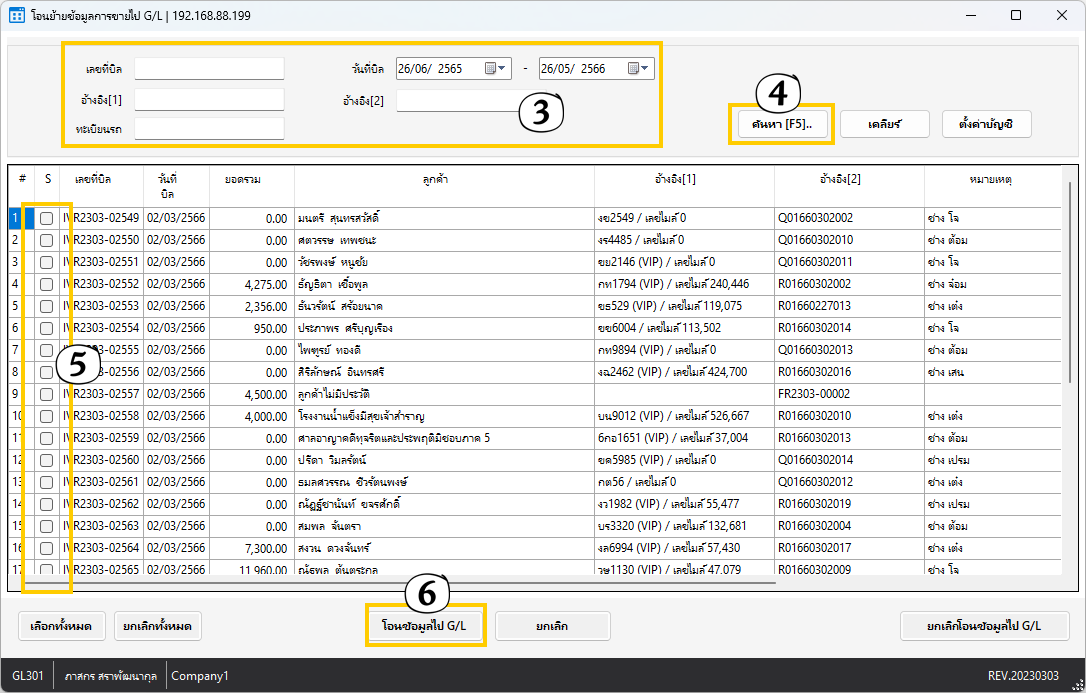 โอนย้ายข้อมูลการขายไป G/L | 192.168.88.199
เลขที่บิล วันที่บิล 26/06/ 2565 - 26/05/ 2566
อ้างอิง[1] อ้างอิง[2] 3
ทะเบียนรถ
4
ค้นหา [F5].. เคลียร์ ตั้งค่าบัญชี
# S เลขที่บิล วันที่บิล ยอดรวม ลูกค้า อ้างอิง[1] อ้างอิง[2] หมายเหตุ
1 IVR2303-02549 02/03/2566 0.00 มนตรี สุนทรสวัสดิ์ งข2549 / เลขไมล์ 0 Q01660302002 ช่าง โจ
2 IVR2303-02550 02/03/2566 0.00 ศตวรรษ เทพชนะ งร4485 / เลขไมล์ 0 Q01660302010 ช่าง ต้อม
3 IVR2303-02551 02/03/2566 0.00 วัชรพงษ์ หนูชัย ขย2146 (VIP) / เลขไมล์ 0 Q01660302011 ช่าง โจ
4 IVR2303-02552 02/03/2566 4,275.00 ธัญธิตา เชื้อพูล กท1794 (VIP) / เลขไมล์ 240,446 R01660302002 ช่าง จ๋อม
5 IVR2303-02553 02/03/2566 2,356.00 ธันวรัตน์ สร้อยนาค ขธ529 (VIP) / เลขไมล์ 119,075 R01660227013 ช่าง เต๋ง
6 IVR2303-02554 02/03/2566 950.00 ประภาพร ศรีบุญเรือง ขข6004 / เลขไมล์ 113,502 R01660302014 ช่าง โจ
7 R2303-02555 02/03/2566 0.00 ไพฑูรย์ ทองดี กท9894 (VIP) / เลขไมล์ 0 Q01660302013 ช่าง ต้อม
8 R2303-02556 02/03/2566 0.00 สิริลักษณ์ อินทรศรี งฉ2462 (VIP) / เลขไมล์ 424,700 R01660302016 ช่าง เสน
9 IVR2303-02557 02/03/2566 4,500.00 ลูกค้าไม่มีประวัติ FR2303-00002
10 IVR2303-02558 02/03/2566 4,000.00 โรงงานน้ำแข็งมีสุขเจ้าสำราญ บน9012 (VIP) / เลขไมล์ 526,667 R01660302010 ช่าง เต๋ง
11 IVR2303-02559 02/03/2566 0.00 ศาลอาญาคดีทุจริตและประพฤติมิชอบภาค 5 6กอ1651 (VIP) / เลขไมล์ 37,004 R01660302013 ช่าง ต้อม
12 IVR2303-02560 02/03/2566 0.00 ปรีดา วิมลรัตน์ ขค5985 (VIP) / เลขไมล์ 0 Q01660302014 ช่าง เปรม
13 IVR2303-02561 02/03/2566 0.00 ธมลศวรรณ ชีวรัตนพงษ์ กต56 / เลขไมล์ 0 Q01660302012 ช่าง เต๋ง
14 IVR2303-02562 02/03/2566 0.00 ณัฏฐ์ชานันท์ ขจรศักดิ์ งว1982 (VIP) / เลขไมล์ 55,477 R01660302019 ช่าง เปรม
15 IVR2303-02563 02/03/2566 0.00 สมพล จันตรา บร3320 (VIP) / เลขไมล์ 132,681 R01660302004 ช่าง ต้อม
16 IVR2303-02564 02/03/2566 7,300.00 สงวน ดวงจันทร์ งล6994 (VIP) / เลขไมล์ 57,430 R01660302017 ช่าง เต๋ง
17 IVR2303-02565 02/03/2566 11,960.00 ณัฐพล ตันตระกูล วษ1130 (VIP) / เลขไมล์ 47,079 R01660302009 ช่าง โจ
5
6
เลือกทั้งหมด ยกเลิกทั้งหมด โอนข้อมูลไป G/L ยกเลิก ยกเลิกโอนข้อมูลไป G/L
GL301 ภาสกร สราพัฒนากุล Company1 REV.20230303